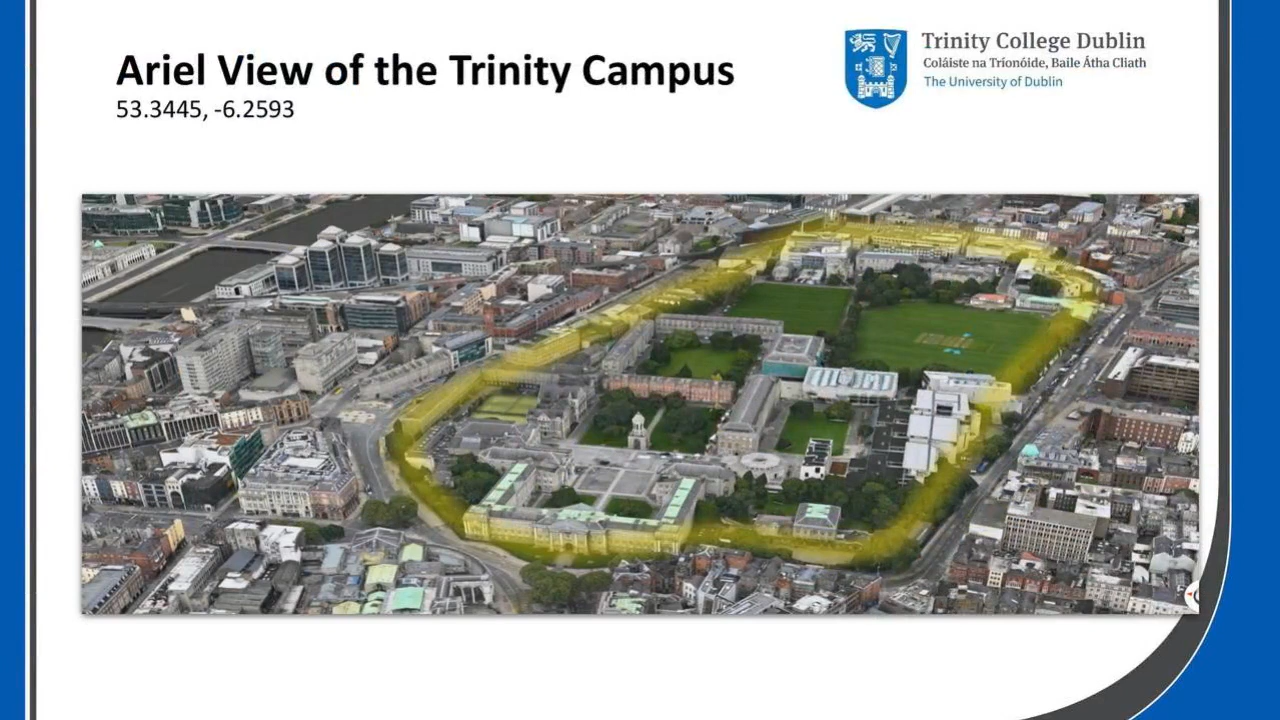 Ariel View of the Trinity Campus
53.3445, -6.2593
Trinity College Dublin
Coláiste na Tríonóide, Baile Átha Cliath
The University of Dublin